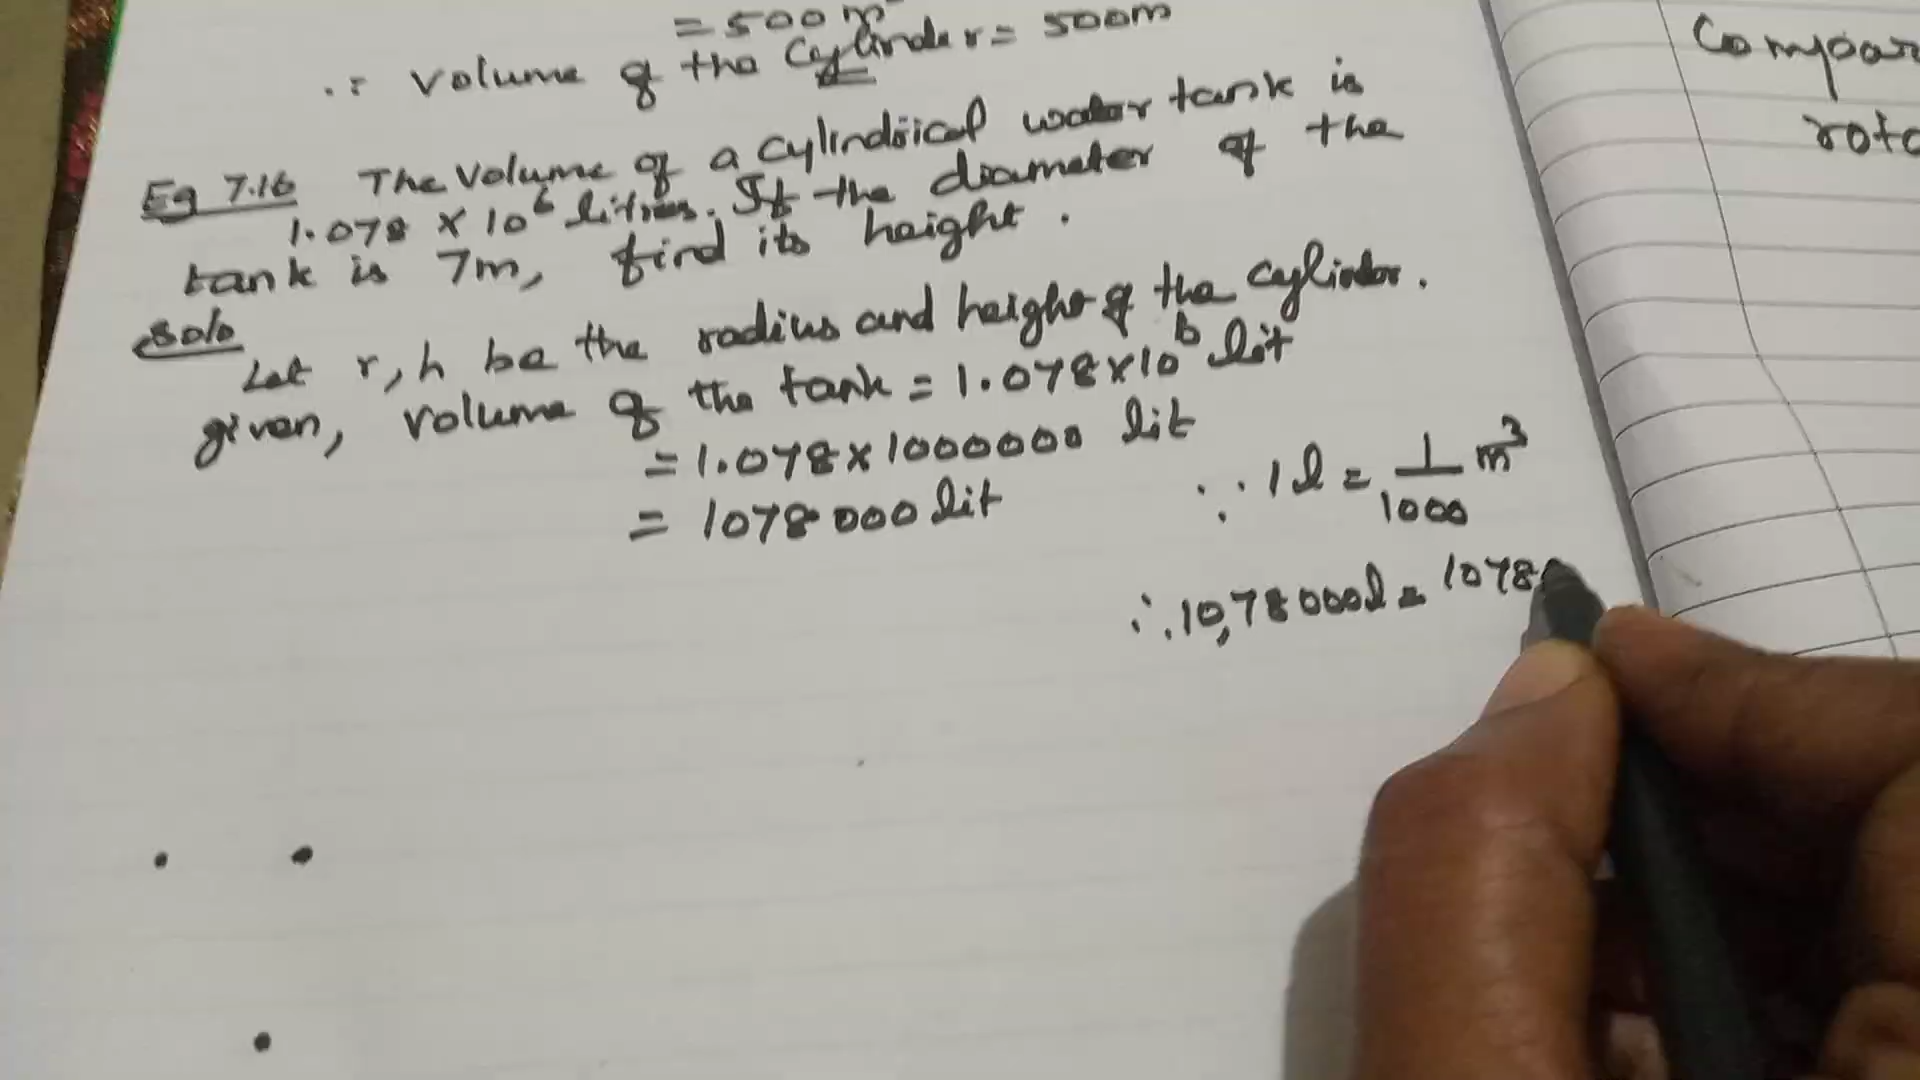 = 500 m
∴ volume of the Cylinder = 500m
Eg 7.16 The volume of a cylindrical water tank is
1.078 × 10⁶ litres. If the diameter of the
tank is 7m, find its height.
Soln
Let r, h be the radius and height of the cylinder.
given, volume of the tank = 1.078×10⁶ lit
= 1.078×1000000 lit
= 1078000 lit
∵ 1 l = 1/1000 m³
∴ 10,78000l = 1078
Compar
rota